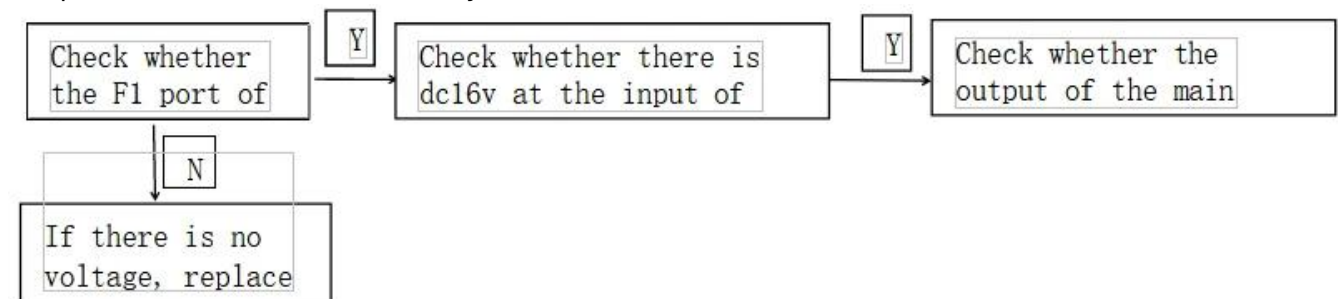 Check whether
the F1 port of
Y
Check whether there is
dc16v at the input of
Y
Check whether the
output of the main
N
If there is no
voltage, replace